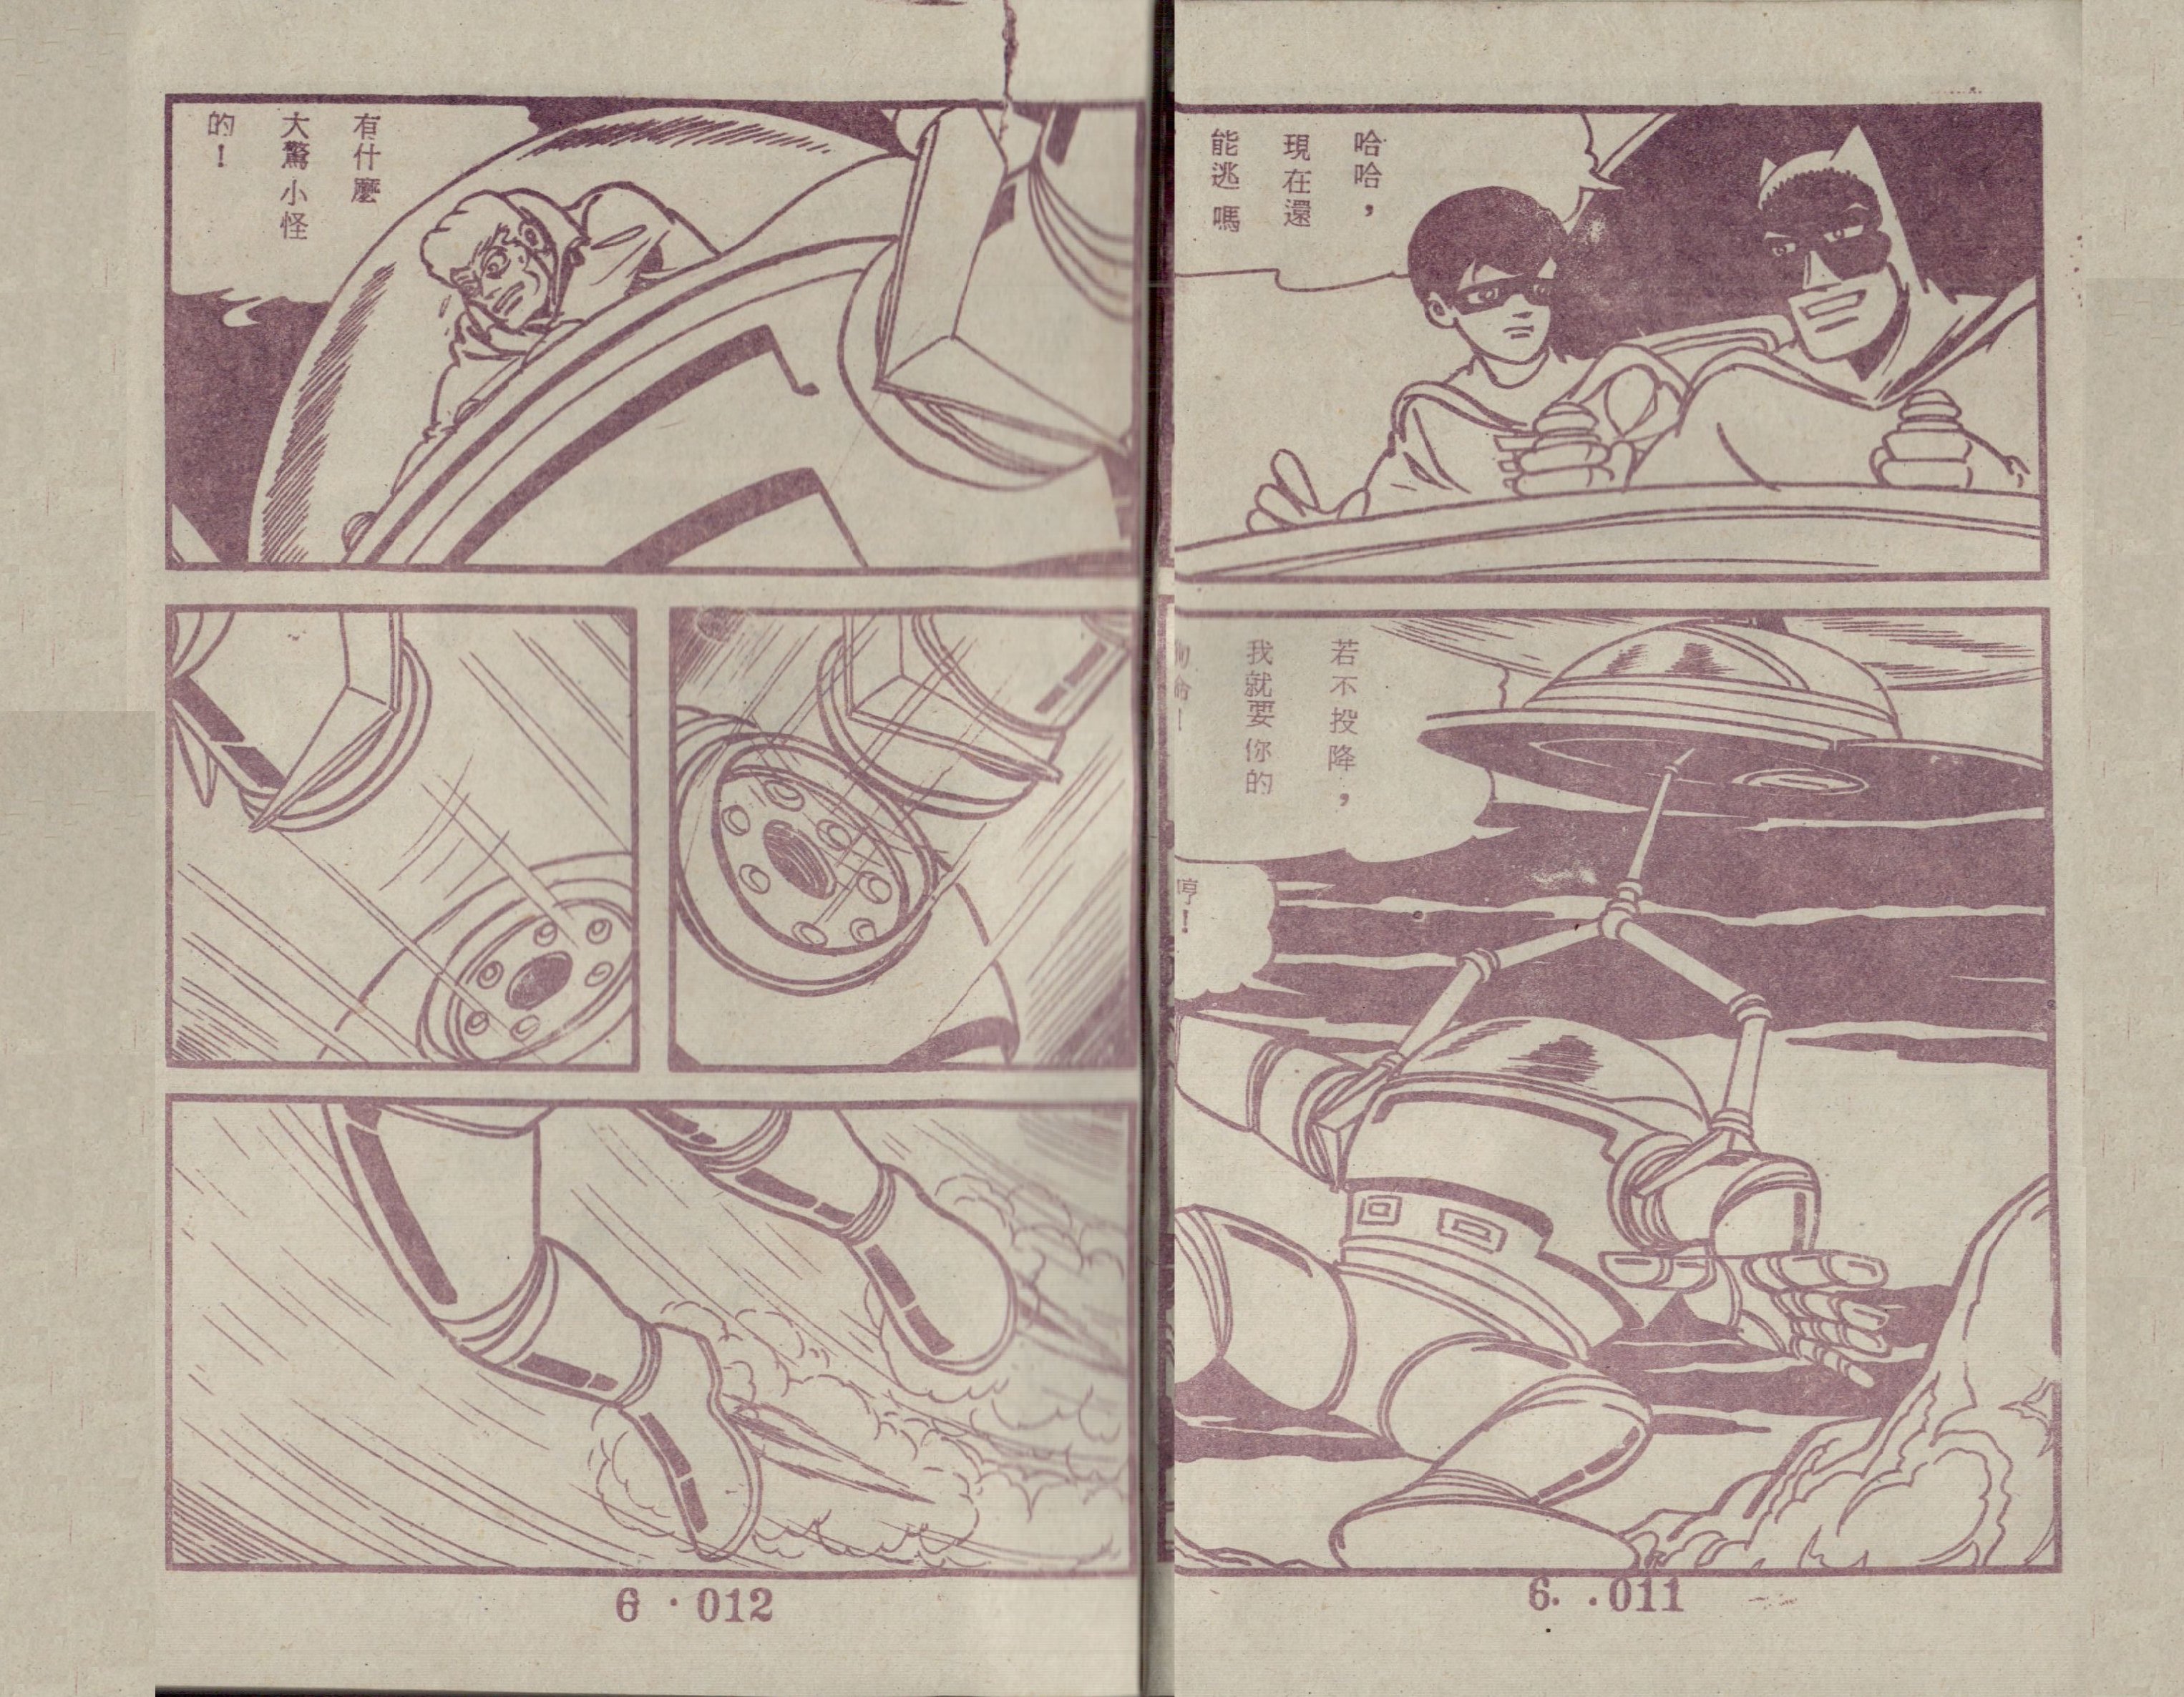 哈哈，
現在還
能逃嗎
若不投降，
我就要你的
哼！
6. .011
有什麼
大驚小怪
的！
6·012